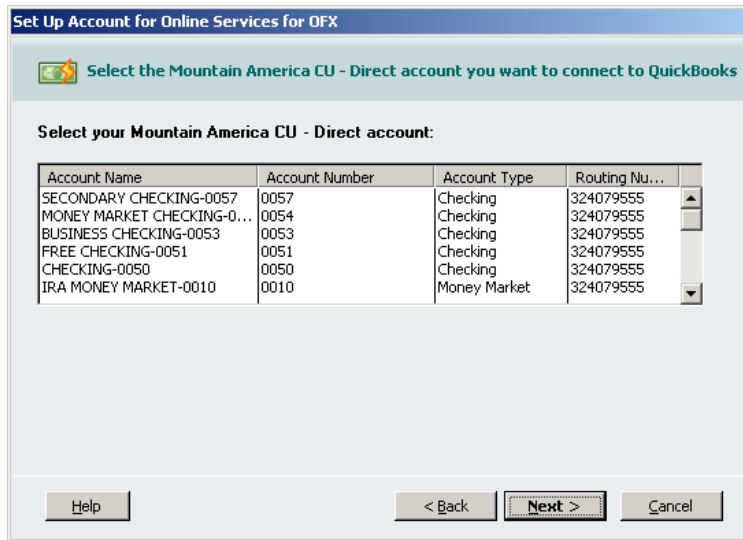 Set Up Account for Online Services for OFX
Select the Mountain America CU - Direct account you want to connect to QuickBooks
Select your Mountain America CU - Direct account:
Account Name Account Number Account Type Routing Nu...
SECONDARY CHECKING-0057 0057 Checking 324079555
MONEY MARKET CHECKING-0... 0054 Checking 324079555
BUSINESS CHECKING-0053 0053 Checking 324079555
FREE CHECKING-0051 0051 Checking 324079555
CHECKING-0050 0050 Checking 324079555
IRA MONEY MARKET-0010 0010 Money Market 324079555
Help < Back Next > Cancel